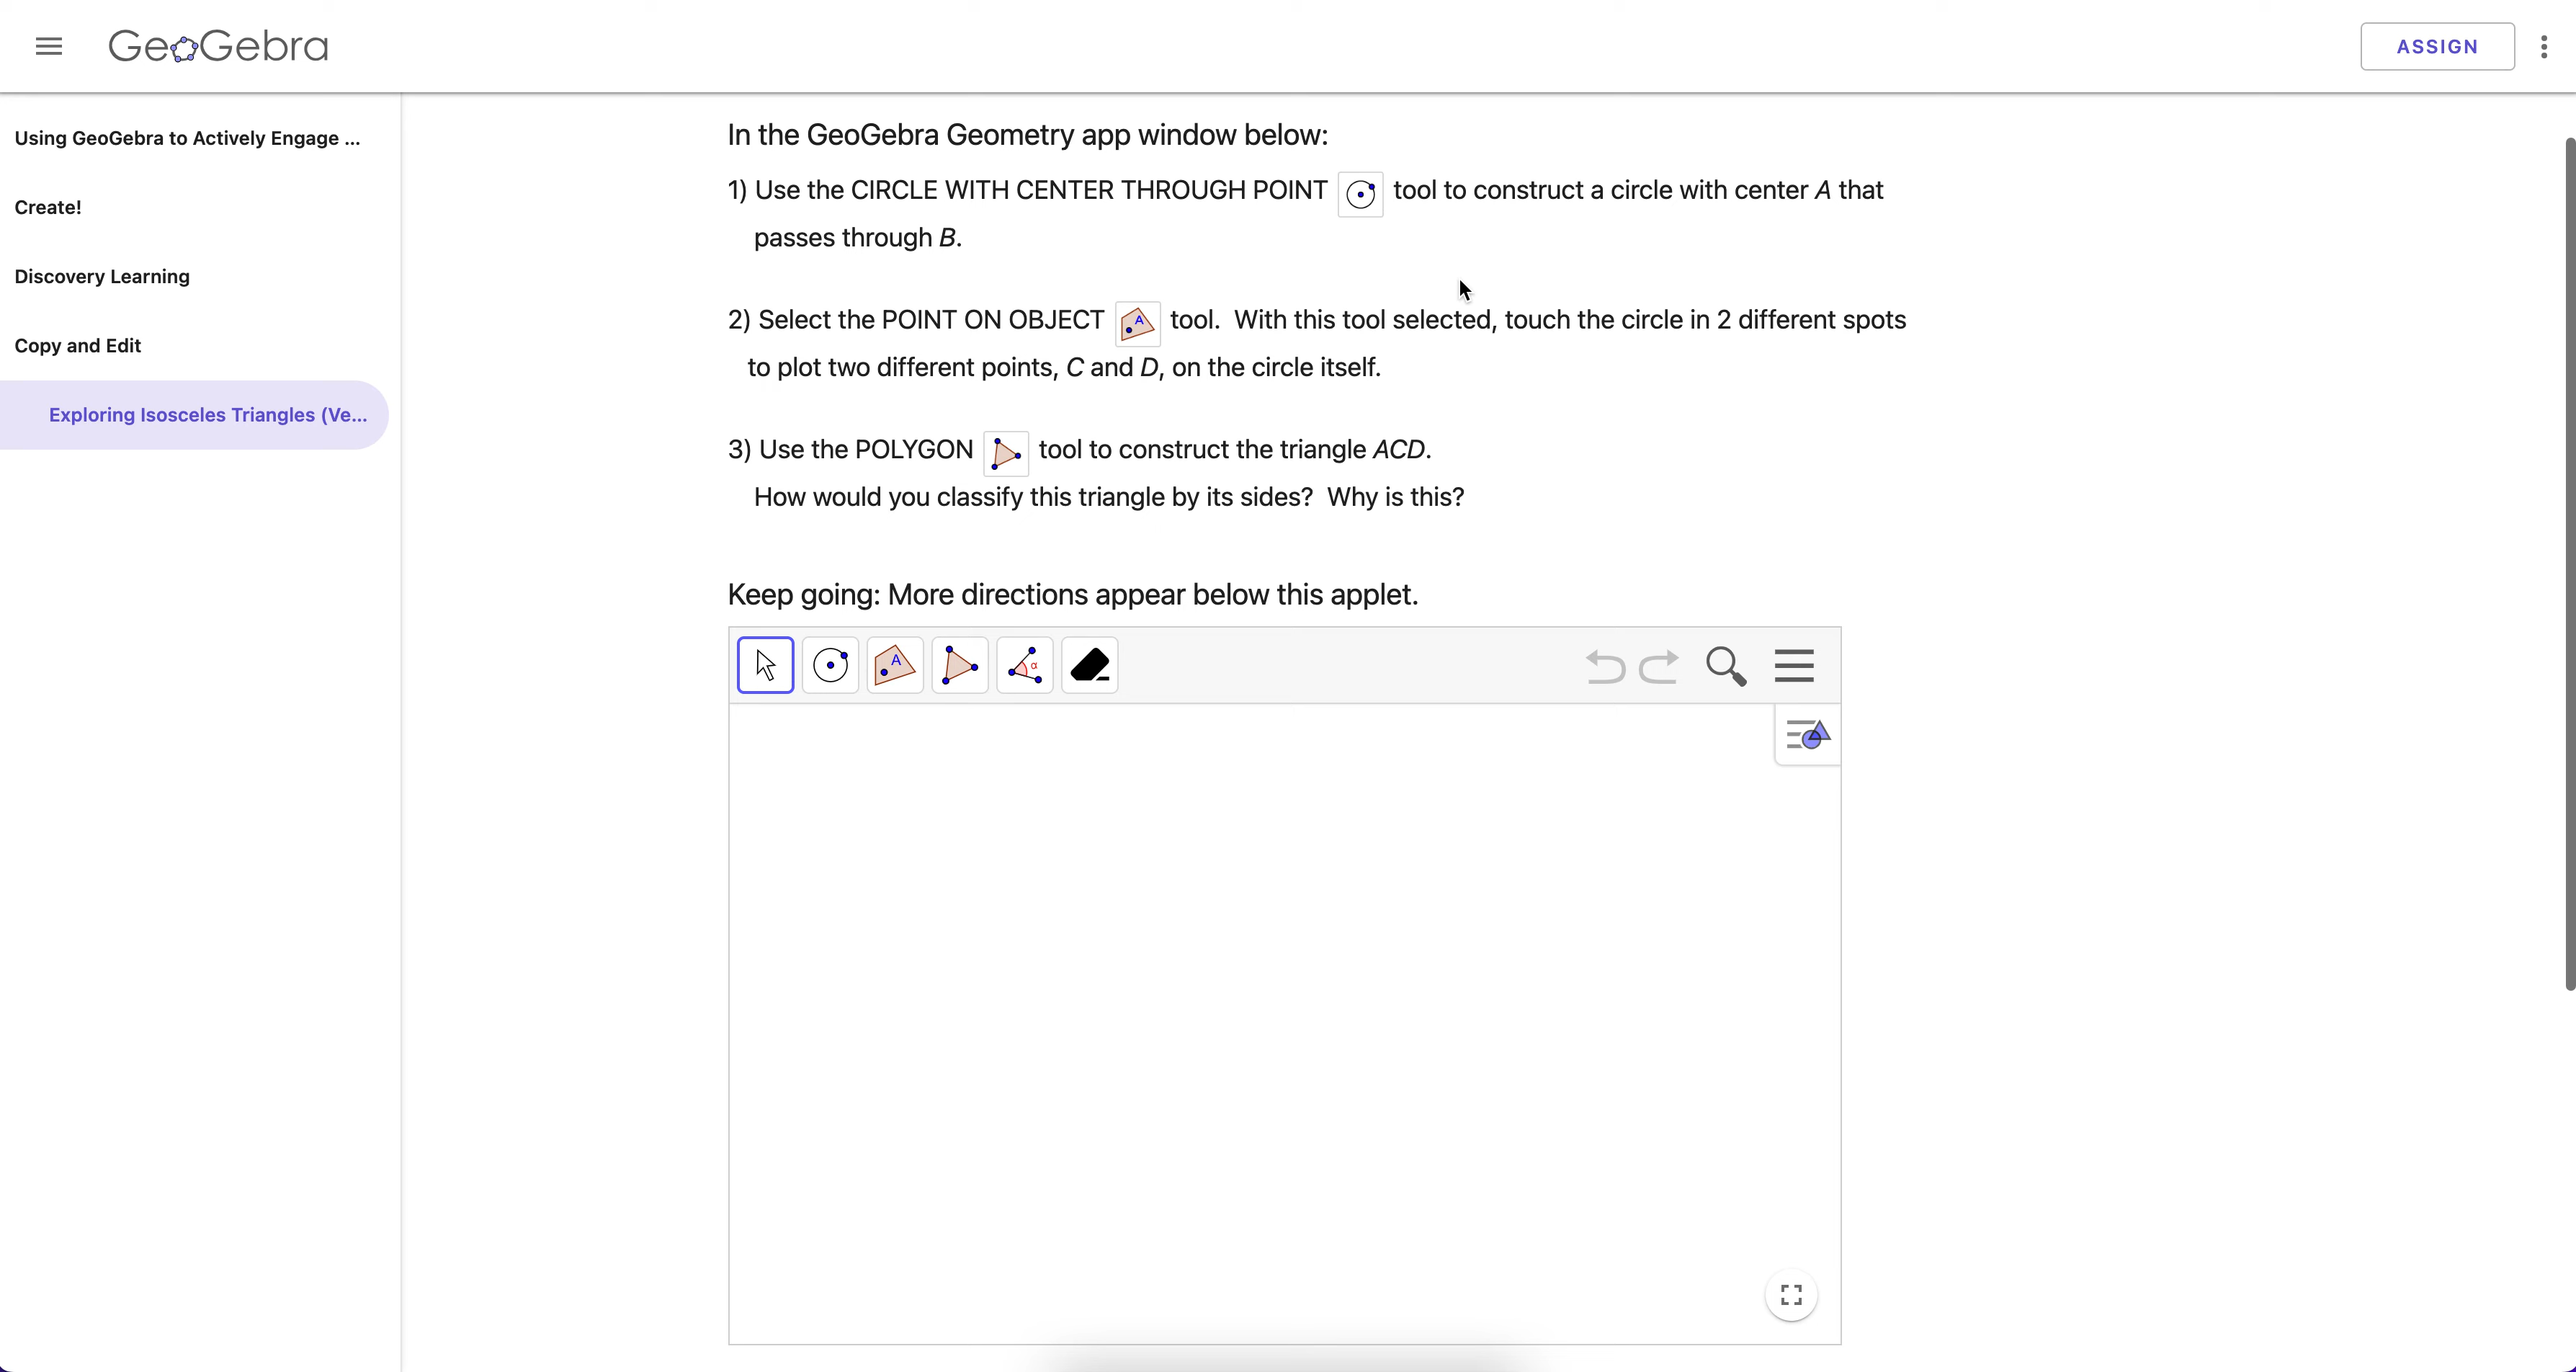 GeoGebra
ASSIGN
Using GeoGebra to Actively Engage ...
Create!
Discovery Learning
Copy and Edit
Exploring Isosceles Triangles (Ve...
In the GeoGebra Geometry app window below:
1) Use the CIRCLE WITH CENTER THROUGH POINT tool to construct a circle with center A that
passes through B.
2) Select the POINT ON OBJECT A tool. With this tool selected, touch the circle in 2 different spots
to plot two different points, C and D, on the circle itself.
3) Use the POLYGON tool to construct the triangle ACD.
How would you classify this triangle by its sides? Why is this?
Keep going: More directions appear below this applet.
A α